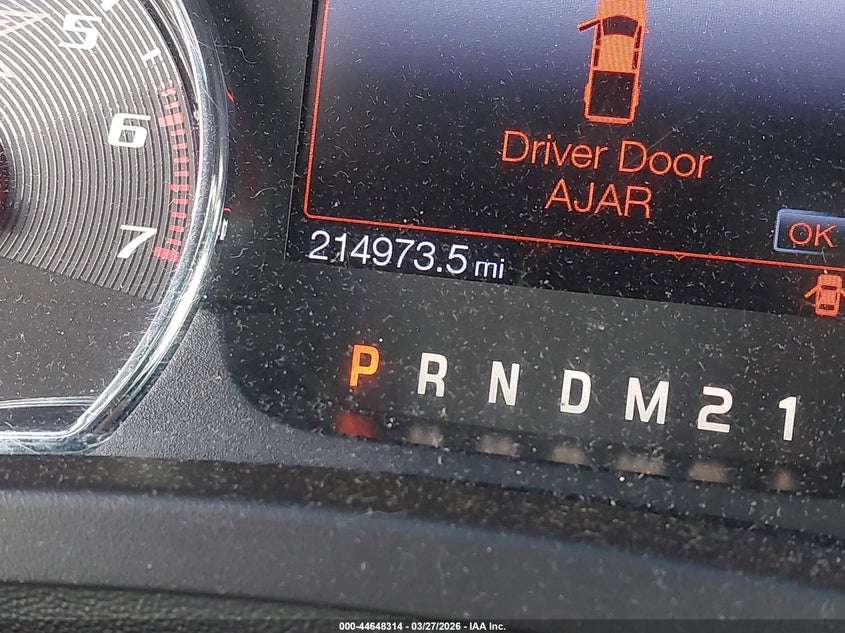 5
6
7
Driver Door
AJAR
OK
214973.5 mi
P R N D M 2 1
000-44648314 - 03/27/2026 - IAA Inc.